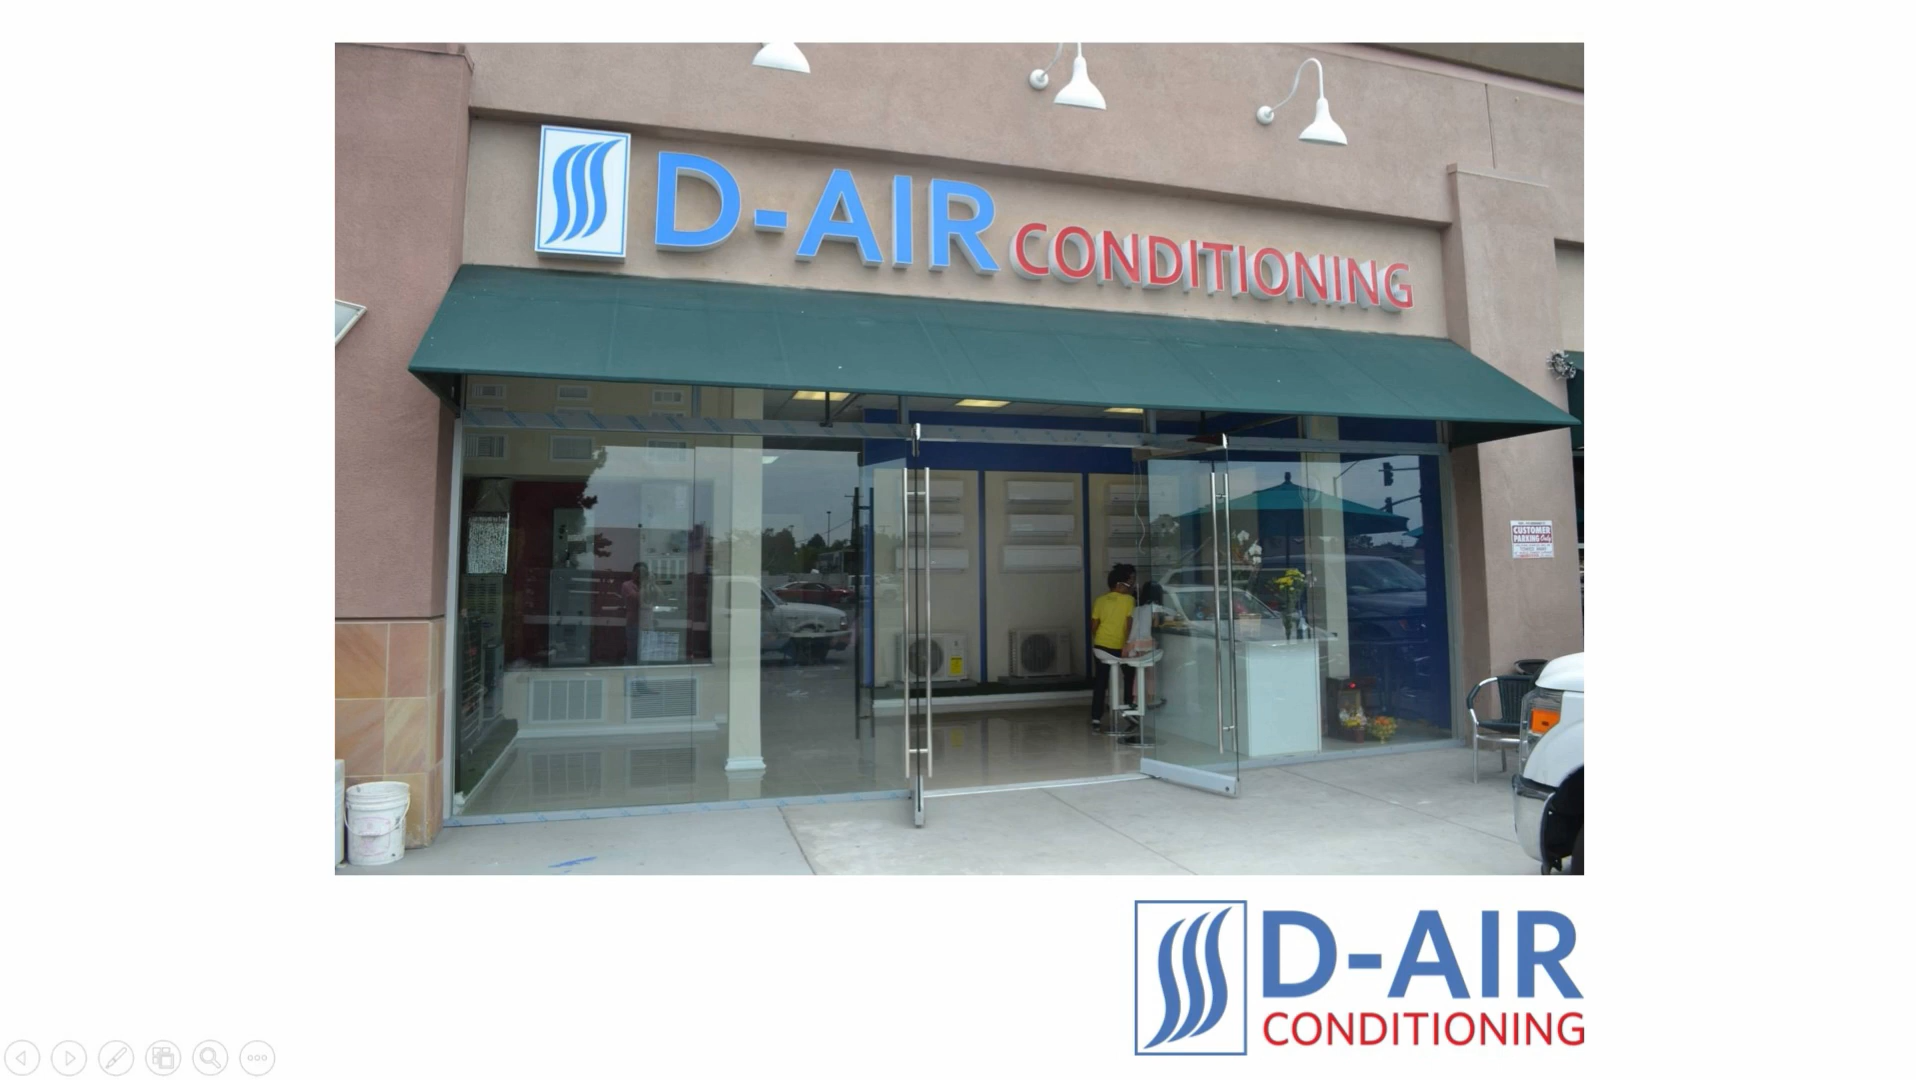 D-AIR CONDITIONING
CUSTOMER
PARKING Only
D-AIR
CONDITIONING